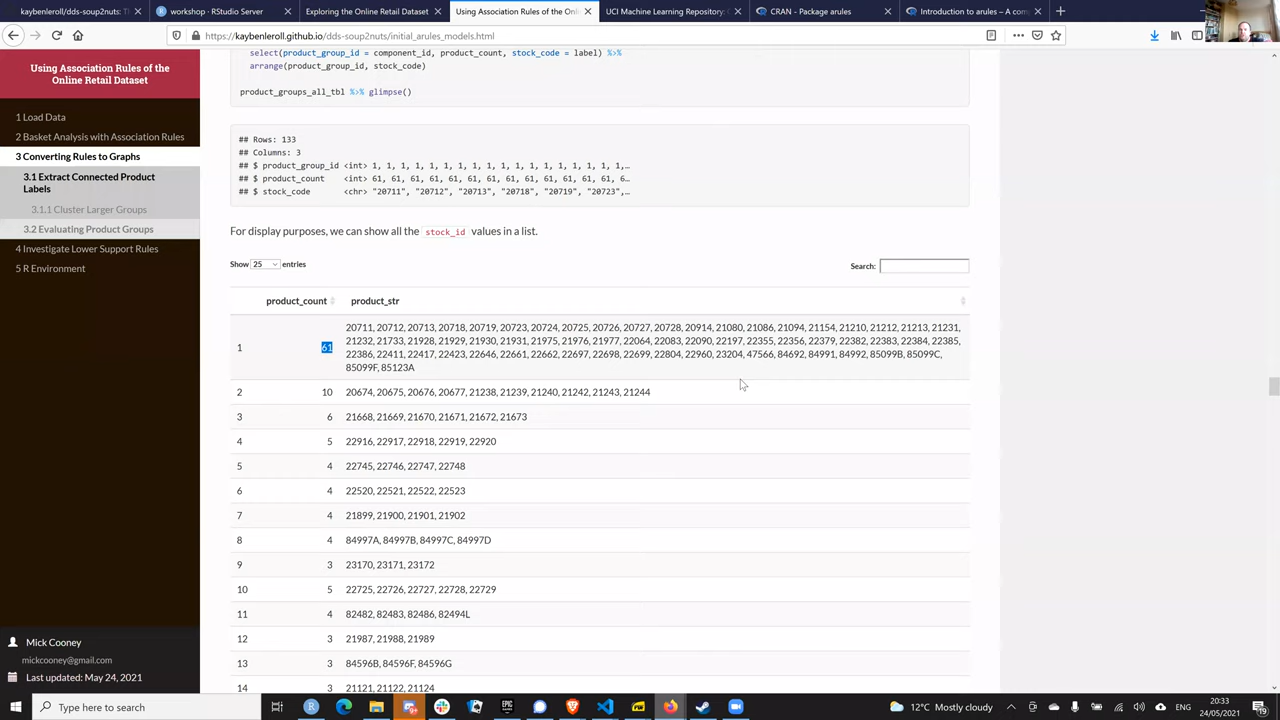 workshop - RStudio Server
Exploring the Online Retail Dataset
Using Association Rules of the Onl
UCI Machine Learning Repository: O
CRAN - Package arules
Introduction to arules – A com
https://kaybenleroll.github.io/dds-soup2nuts/initial_arules_models.html
Using Association Rules of the
Online Retail Dataset
1 Load Data
2 Basket Analysis with Association Rules
3 Converting Rules to Graphs
3.1 Extract Connected Product
Labels
3.1.1 Cluster Larger Groups
3.2 Evaluating Product Groups
4 Investigate Lower Support Rules
5 R Environment
Mick Cooney
mickcooney@gmail.com
Last updated: May 24, 2021
select(product_group_id = component_id, product_count, stock_code = label) %>%
arrange(product_group_id, stock_code)
product_groups_all_tbl %>% glimpse()
## Rows: 133
## Columns: 3
## $ product_group_id <int> 1, 1, 1, 1, 1, 1, 1, 1, 1, 1, 1, 1, 1, 1, 1, 1, 1,…
## $ product_count <int> 61, 61, 61, 61, 61, 61, 61, 61, 61, 61, 61, 61, 6…
## $ stock_code <chr> "20711", "20712", "20713", "20718", "20719", "20723",…
For display purposes, we can show all the stock_id values in a list.
Show 25 entries
Search:
product_count product_str
1 61 20711, 20712, 20713, 20718, 20719, 20723, 20724, 20725, 20726, 20727, 20728, 20914, 21080, 21086, 21094, 21154, 21210, 21212, 21213, 21231,
21232, 21733, 21928, 21929, 21930, 21931, 21975, 21976, 21977, 22064, 22083, 22090, 22197, 22355, 22356, 22379, 22382, 22383, 22384, 22385,
22386, 22411, 22417, 22423, 22646, 22661, 22662, 22697, 22698, 22699, 22804, 22960, 23204, 47566, 84692, 84991, 84992, 85099B, 85099C,
85099F, 85123A
2 10 20674, 20675, 20676, 20677, 21238, 21239, 21240, 21242, 21243, 21244
3 6 21668, 21669, 21670, 21671, 21672, 21673
4 5 22916, 22917, 22918, 22919, 22920
5 4 22745, 22746, 22747, 22748
6 4 22520, 22521, 22522, 22523
7 4 21899, 21900, 21901, 21902
8 4 84997A, 84997B, 84997C, 84997D
9 3 23170, 23171, 23172
10 5 22725, 22726, 22727, 22728, 22729
11 4 82482, 82483, 82486, 82494L
12 3 21987, 21988, 21989
13 3 84596B, 84596F, 84596G
14 3 21121, 21122, 21124
Type here to search
12°C Mostly cloudy
20:33
24/05/2021